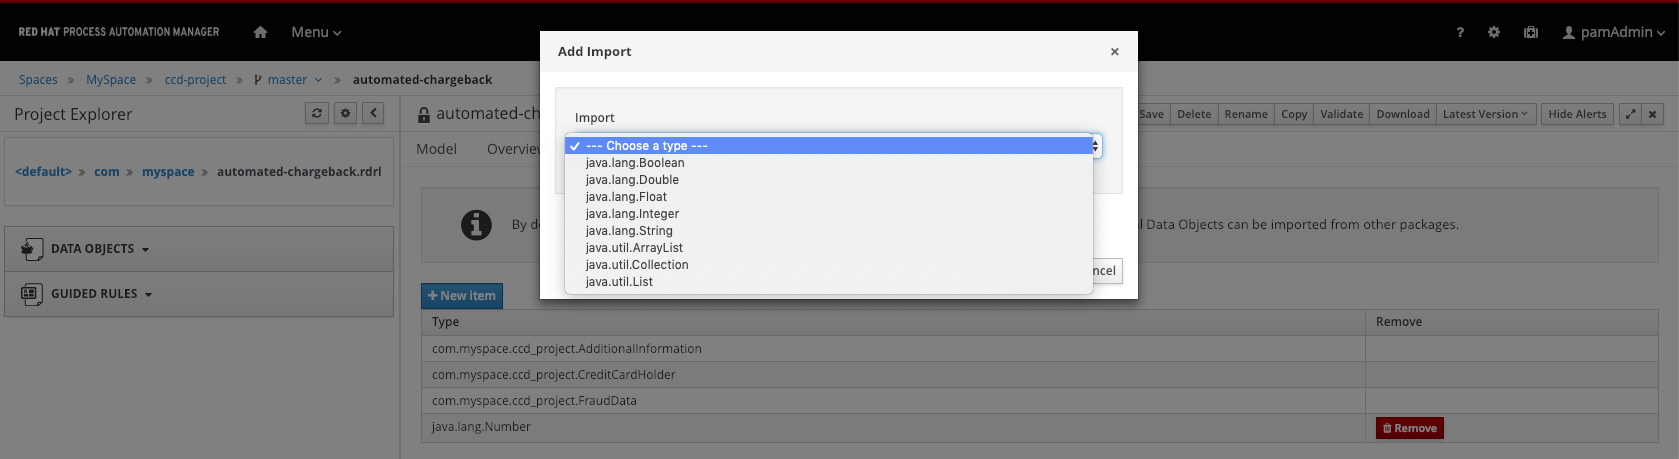 RED HAT PROCESS AUTOMATION MANAGER Menu ? pamAdmin
Spaces » MySpace » ccd-project » master » automated-chargeback
Project Explorer
<default> » com » myspace » automated-chargeback.rdrl
DATA OBJECTS
GUIDED RULES
automated-ch
Save Delete Rename Copy Validate Download Latest Version Hide Alerts
Model Overvie
By d
l Data Objects can be imported from other packages.
Add Import ×
Import
✓ --- Choose a type ---
java.lang.Boolean
java.lang.Double
java.lang.Float
java.lang.Integer
java.lang.String
java.util.ArrayList
java.util.Collection
java.util.List
ncel
+ New item
Type Remove
com.myspace.ccd_project.AdditionalInformation
com.myspace.ccd_project.CreditCardHolder
com.myspace.ccd_project.FraudData
java.lang.Number Remove